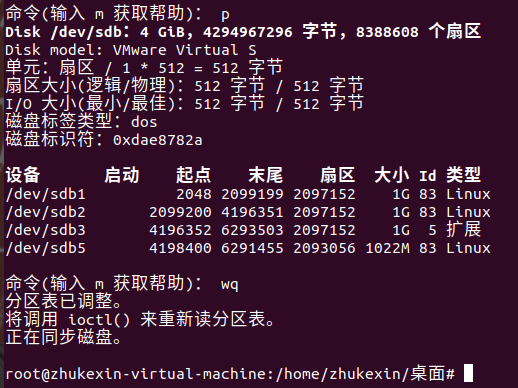 命令(输入 m 获取帮助)： p
Disk /dev/sdb：4 GiB，4294967296 字节，8388608 个扇区
Disk model: VMware Virtual S
单元：扇区 / 1 * 512 = 512 字节
扇区大小(逻辑/物理)：512 字节 / 512 字节
I/O 大小(最小/最佳)：512 字节 / 512 字节
磁盘标签类型：dos
磁盘标识符：0xdae8782a
设备 启动 起点 末尾 扇区 大小 Id 类型
/dev/sdb1 2048 2099199 2097152 1G 83 Linux
/dev/sdb2 2099200 4196351 2097152 1G 83 Linux
/dev/sdb3 4196352 6293503 2097152 1G 5 扩展
/dev/sdb5 4198400 6291455 2093056 1022M 83 Linux
命令(输入 m 获取帮助)： wq
分区表已调整。
将调用 ioctl() 来重新读分区表。
正在同步磁盘。
root@zhukexin-virtual-machine:/home/zhukexin/桌面#